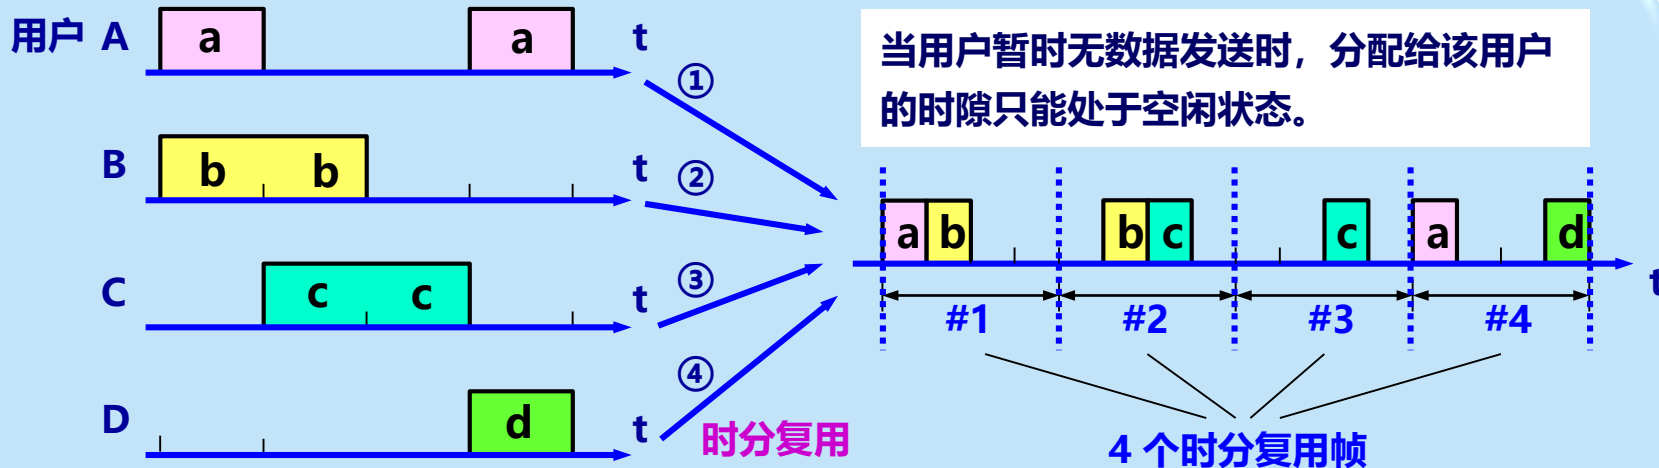 用户 A a a t
①
当用户暂时无数据发送时，分配给该用户
的时隙只能处于空闲状态。
B b b t
②
a b b c c a d
t
C c c t
③
#1 #2 #3 #4
④
D d t
时分复用
4 个时分复用帧